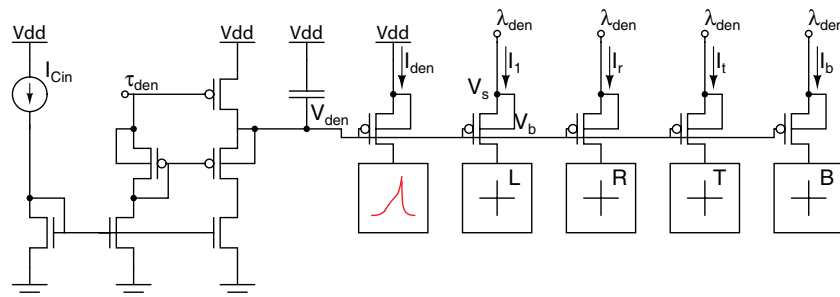 Vdd Vdd Vdd Vdd λden λden λden λden
ICin τden Iden I1 Ir It Ib
Vs
Vden Vb
L R T B